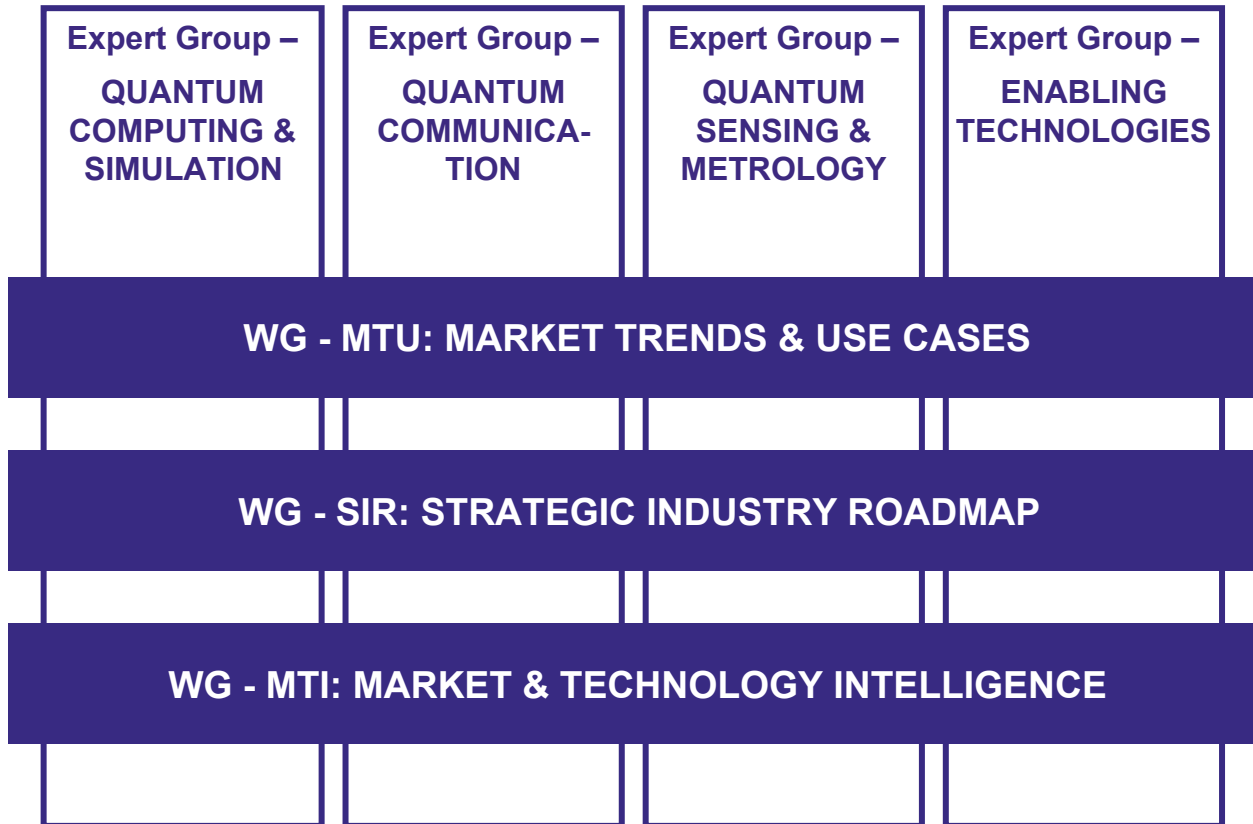 Expert Group –
QUANTUM
COMPUTING &
SIMULATION
Expert Group –
QUANTUM
COMMUNICA-
TION
Expert Group –
QUANTUM
SENSING &
METROLOGY
Expert Group –
ENABLING
TECHNOLOGIES
WG - MTU: MARKET TRENDS & USE CASES
WG - SIR: STRATEGIC INDUSTRY ROADMAP
WG - MTI: MARKET & TECHNOLOGY INTELLIGENCE